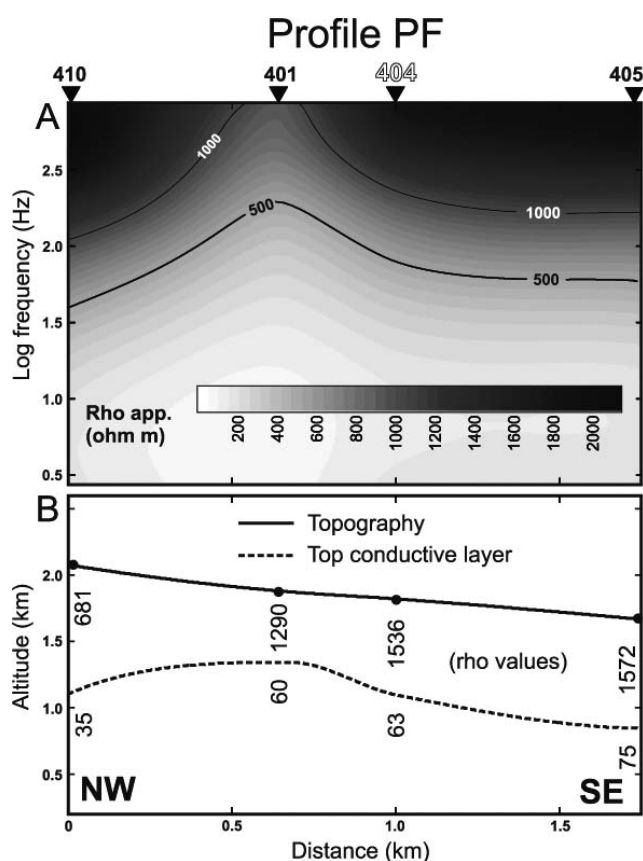 Profile PF
410 401 404 405
A
Log frequency (Hz)
2.5
2.0
1.5
1.0
0.5
1000
500
1000
500
Rho app.
(ohm m)
200 400 600 800 1000 1200 1400 1600 1800 2000
B
Altitude (km)
2.5
2.0
1.5
1.0
0.5
Topography
Top conductive layer
681 1290 1536 1572
(rho values)
35 60 63 75
NW SE
0 0.5 1.0 1.5
Distance (km)